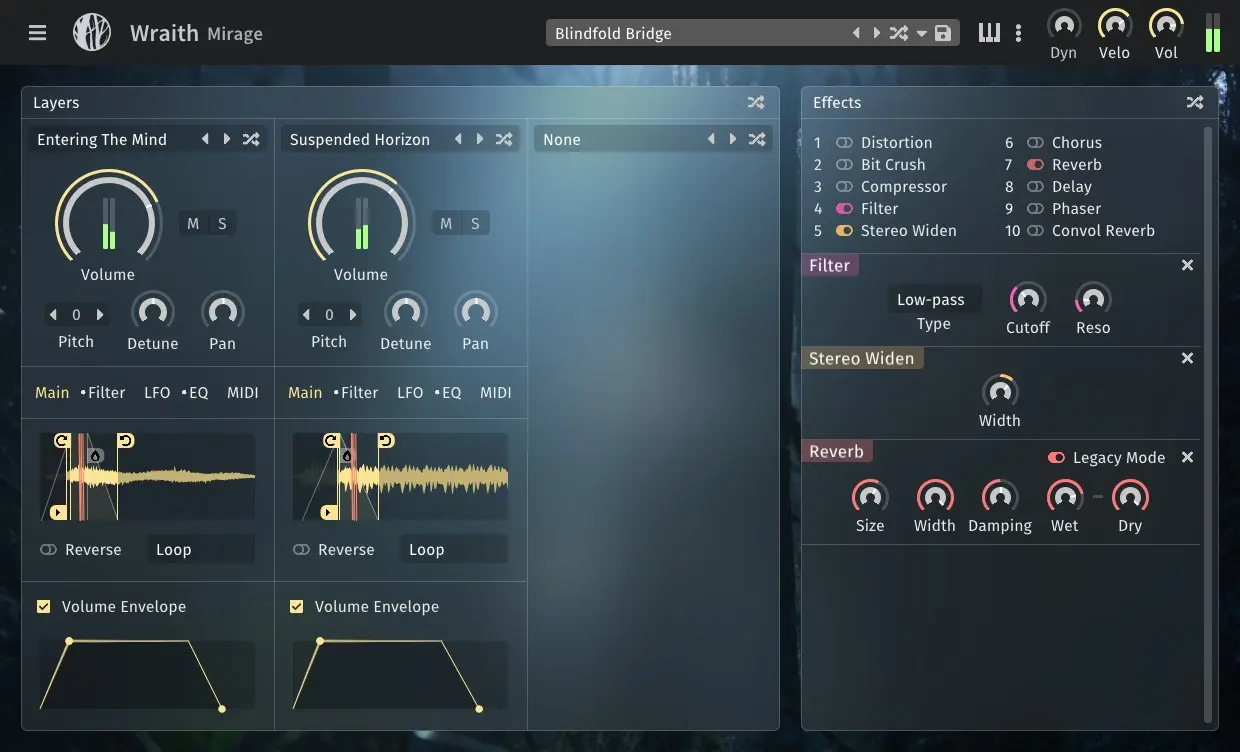 Wraith Mirage
Blindfold Bridge
Dyn Velo Vol
Layers
Entering The Mind
M S
Volume
0
Pitch Detune Pan
Main •Filter LFO •EQ MIDI
Reverse Loop
Volume Envelope
Suspended Horizon
M S
Volume
0
Pitch Detune Pan
Main •Filter LFO •EQ MIDI
Reverse Loop
Volume Envelope
None
Effects
1 Distortion
2 Bit Crush
3 Compressor
4 Filter
5 Stereo Widen
6 Chorus
7 Reverb
8 Delay
9 Phaser
10 Convol Reverb
Filter
Low-pass
Type Cutoff Reso
Stereo Widen
Width
Reverb
Legacy Mode
Size Width Damping Wet Dry